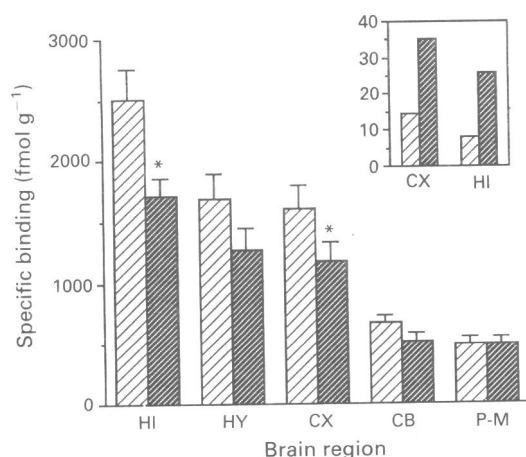 Specific binding (fmol g⁻¹)
3000
2000
1000
0
*
*
HI HY CX CB P-M
Brain region
40
30
20
10
0
CX HI